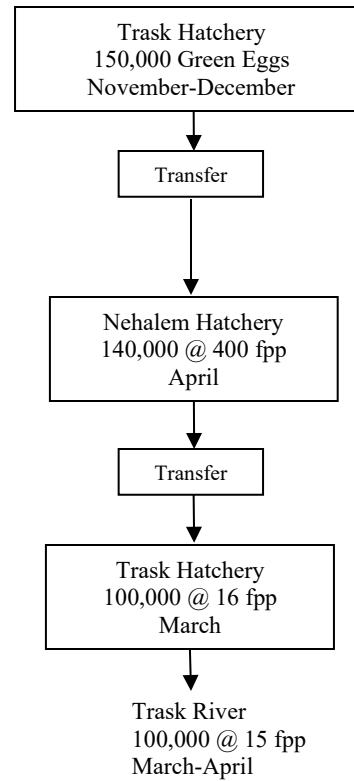 Trask Hatchery
150,000 Green Eggs
November-December
Transfer
Nehalem Hatchery
140,000 @ 400 fpp
April
Transfer
Trask Hatchery
100,000 @ 16 fpp
March
Trask River
100,000 @ 15 fpp
March-April